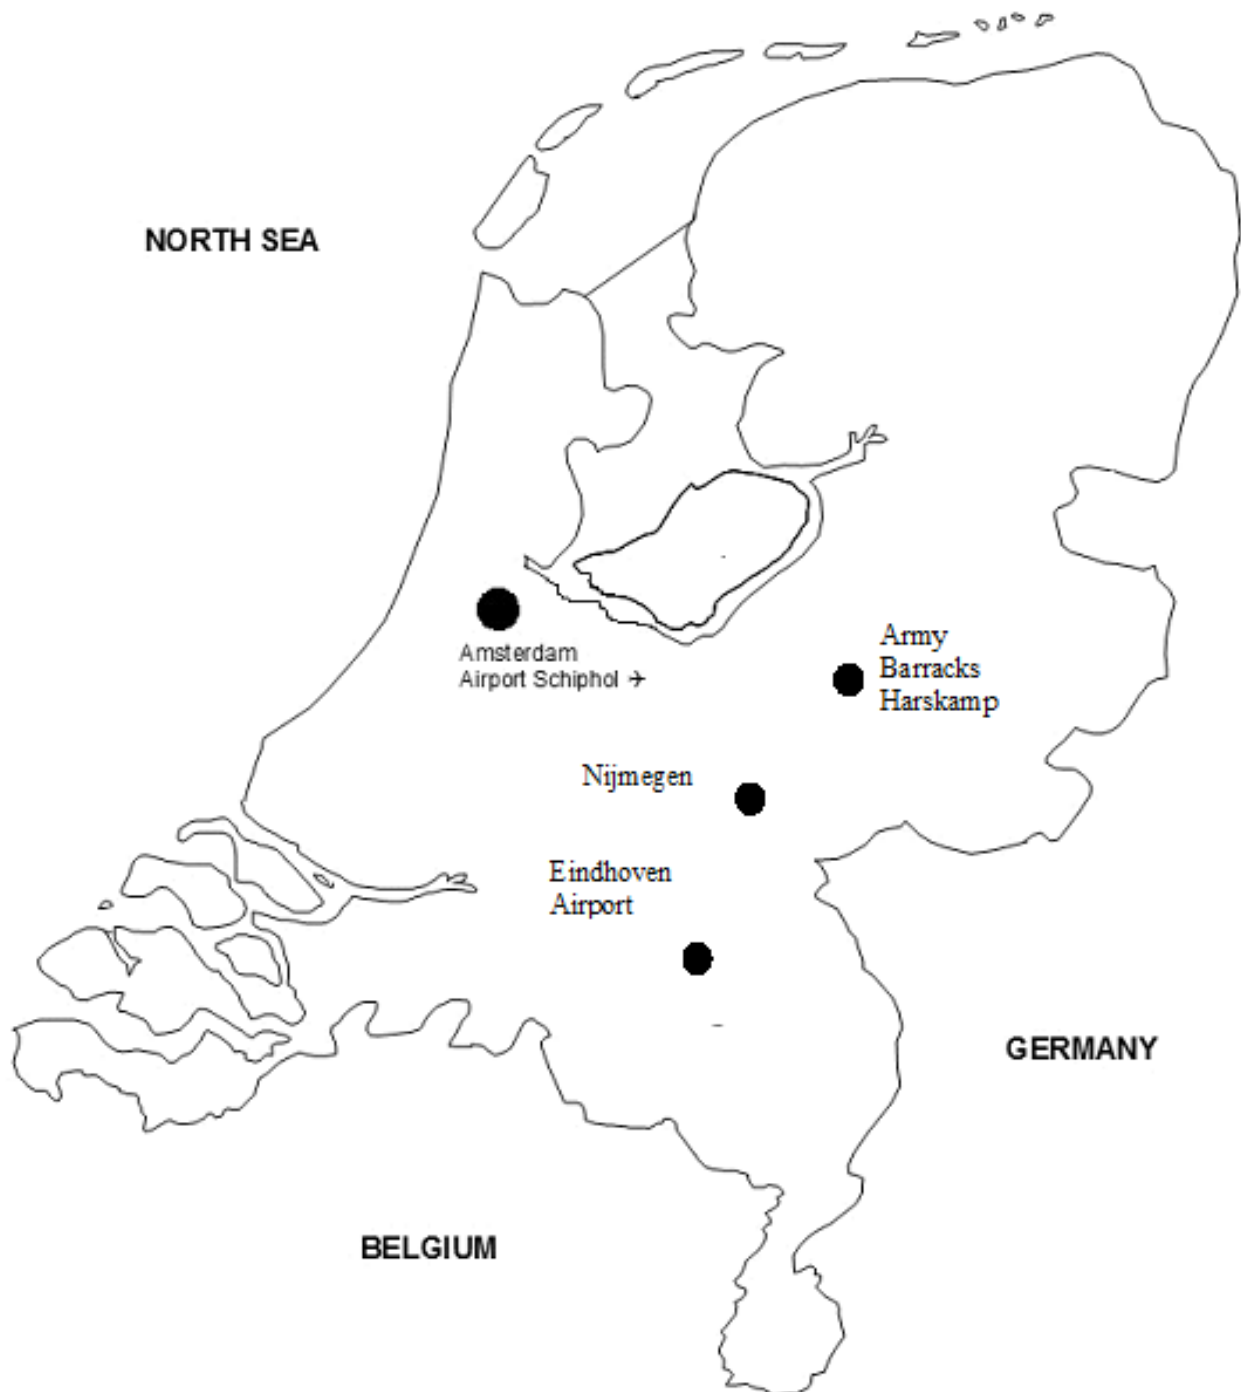 NORTH SEA
Amsterdam
Airport Schiphol ✈
Army
Barracks
Harskamp
Nijmegen
Eindhoven
Airport
GERMANY
BELGIUM